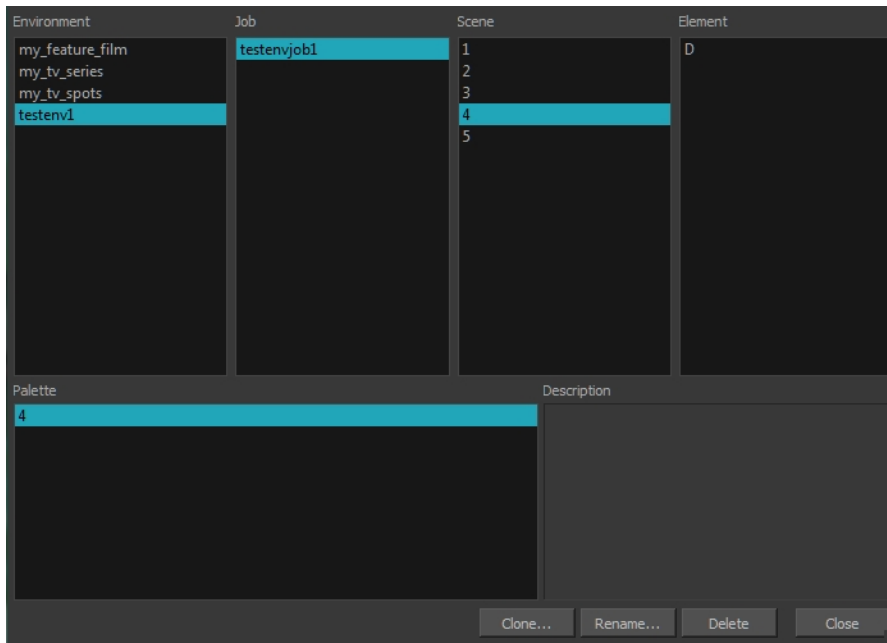 Environment
Job
Scene
Element
my_feature_film
my_tv_series
my_tv_spots
testenv1
testenvjob1
1
2
3
4
5
D
Palette
Description
4
Clone...
Rename...
Delete
Close